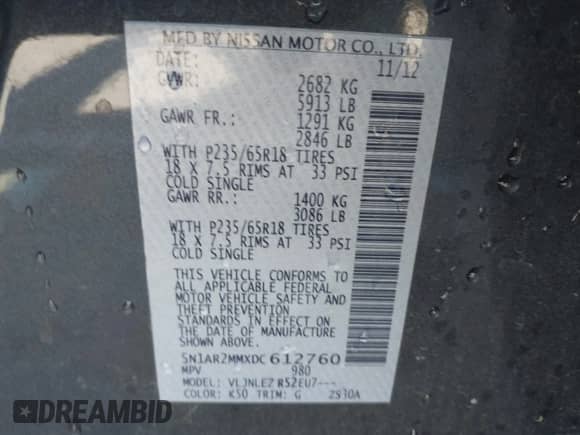 MFD BY NISSAN MOTOR CO., LTD.
DATE: 11/12
GVWR: 2682 KG
5913 LB
GAWR FR.: 1291 KG
2846 LB
WITH P235/65R18 TIRES
18 X 7.5 RIMS AT 33 PSI
COLD SINGLE
GAWR RR.: 1400 KG
3086 LB
WITH P235/65R18 TIRES
18 X 7.5 RIMS AT 33 PSI
COLD SINGLE
THIS VEHICLE CONFORMS TO
ALL APPLICABLE FEDERAL
MOTOR VEHICLE SAFETY AND
THEFT PREVENTION
STANDARDS IN EFFECT ON
THE DATE OF MANUFACTURE
SHOWN ABOVE.
5N1AR2MMXDC612760
MPV 980
MODEL: VLJNLEZ R52EU7---
COLOR: K50 TRIM: G 2S30A
DREAMBID